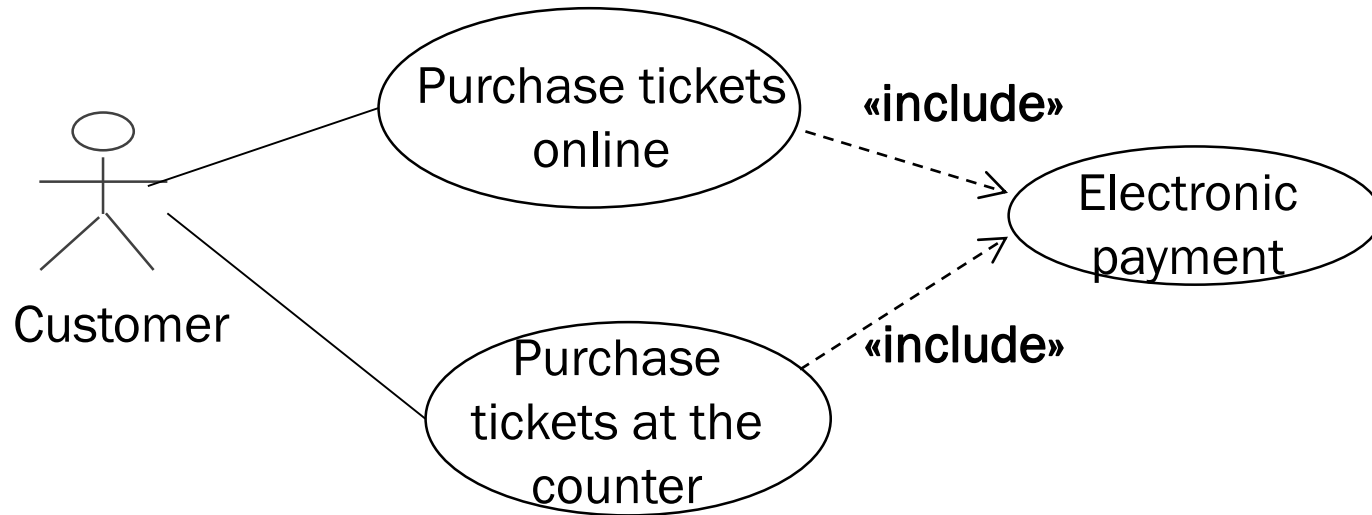 Purchase tickets
online
«include»
Electronic
payment
Customer
Purchase
tickets at the
counter
«include»